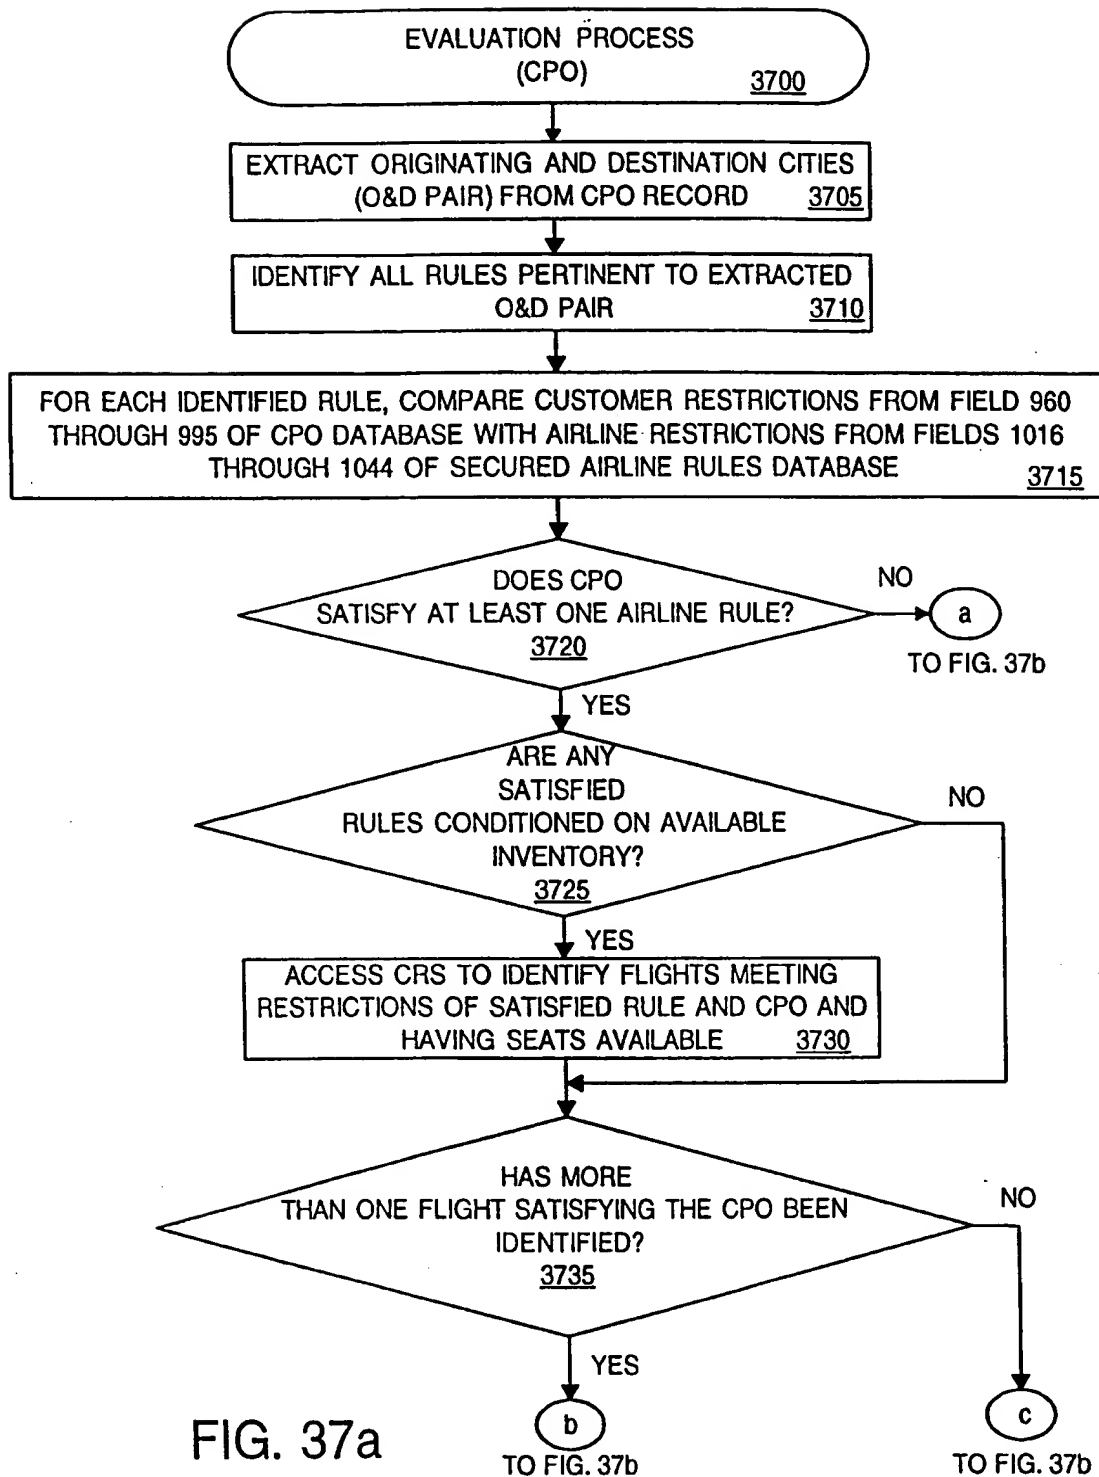 EVALUATION PROCESS
(CPO)
3700
EXTRACT ORIGINATING AND DESTINATION CITIES
(O&D PAIR) FROM CPO RECORD 3705
IDENTIFY ALL RULES PERTINENT TO EXTRACTED
O&D PAIR 3710
FOR EACH IDENTIFIED RULE, COMPARE CUSTOMER RESTRICTIONS FROM FIELD 960
THROUGH 995 OF CPO DATABASE WITH AIRLINE RESTRICTIONS FROM FIELDS 1016
THROUGH 1044 OF SECURED AIRLINE RULES DATABASE 3715
DOES CPO
SATISFY AT LEAST ONE AIRLINE RULE?
3720
NO
a
TO FIG. 37b
YES
ARE ANY
SATISFIED
RULES CONDITIONED ON AVAILABLE
INVENTORY?
3725
NO
YES
ACCESS CRS TO IDENTIFY FLIGHTS MEETING
RESTRICTIONS OF SATISFIED RULE AND CPO AND
HAVING SEATS AVAILABLE 3730
HAS MORE
THAN ONE FLIGHT SATISFYING THE CPO BEEN
IDENTIFIED?
3735
NO
YES
b
TO FIG. 37b
c
TO FIG. 37b
FIG. 37a